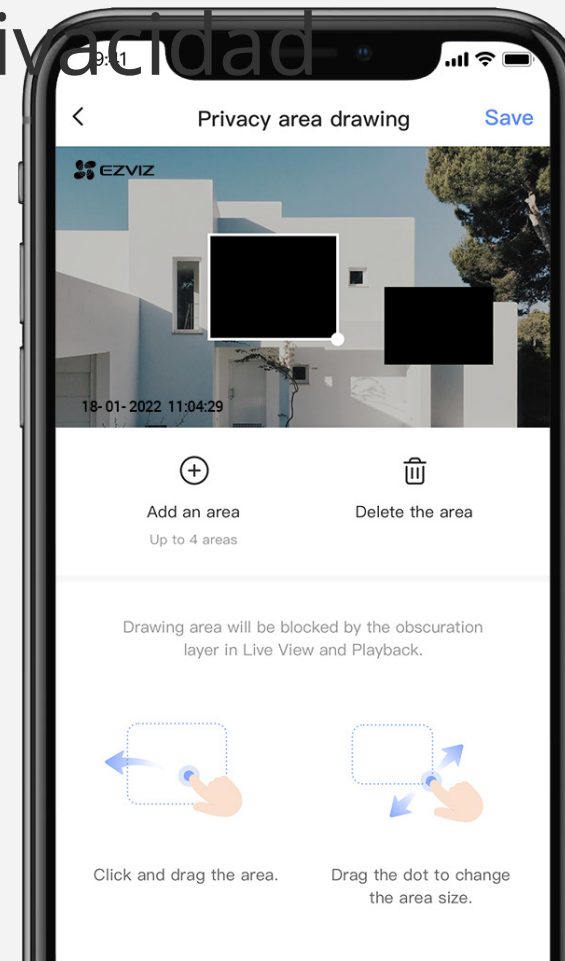 ivacidad
9:41
Privacy area drawing
Save
EZVIZ
18-01-2022 11:04:29
Add an area
Delete the area
Up to 4 areas
Drawing area will be blocked by the obscuration
layer in Live View and Playback.
Click and drag the area.
Drag the dot to change
the area size.